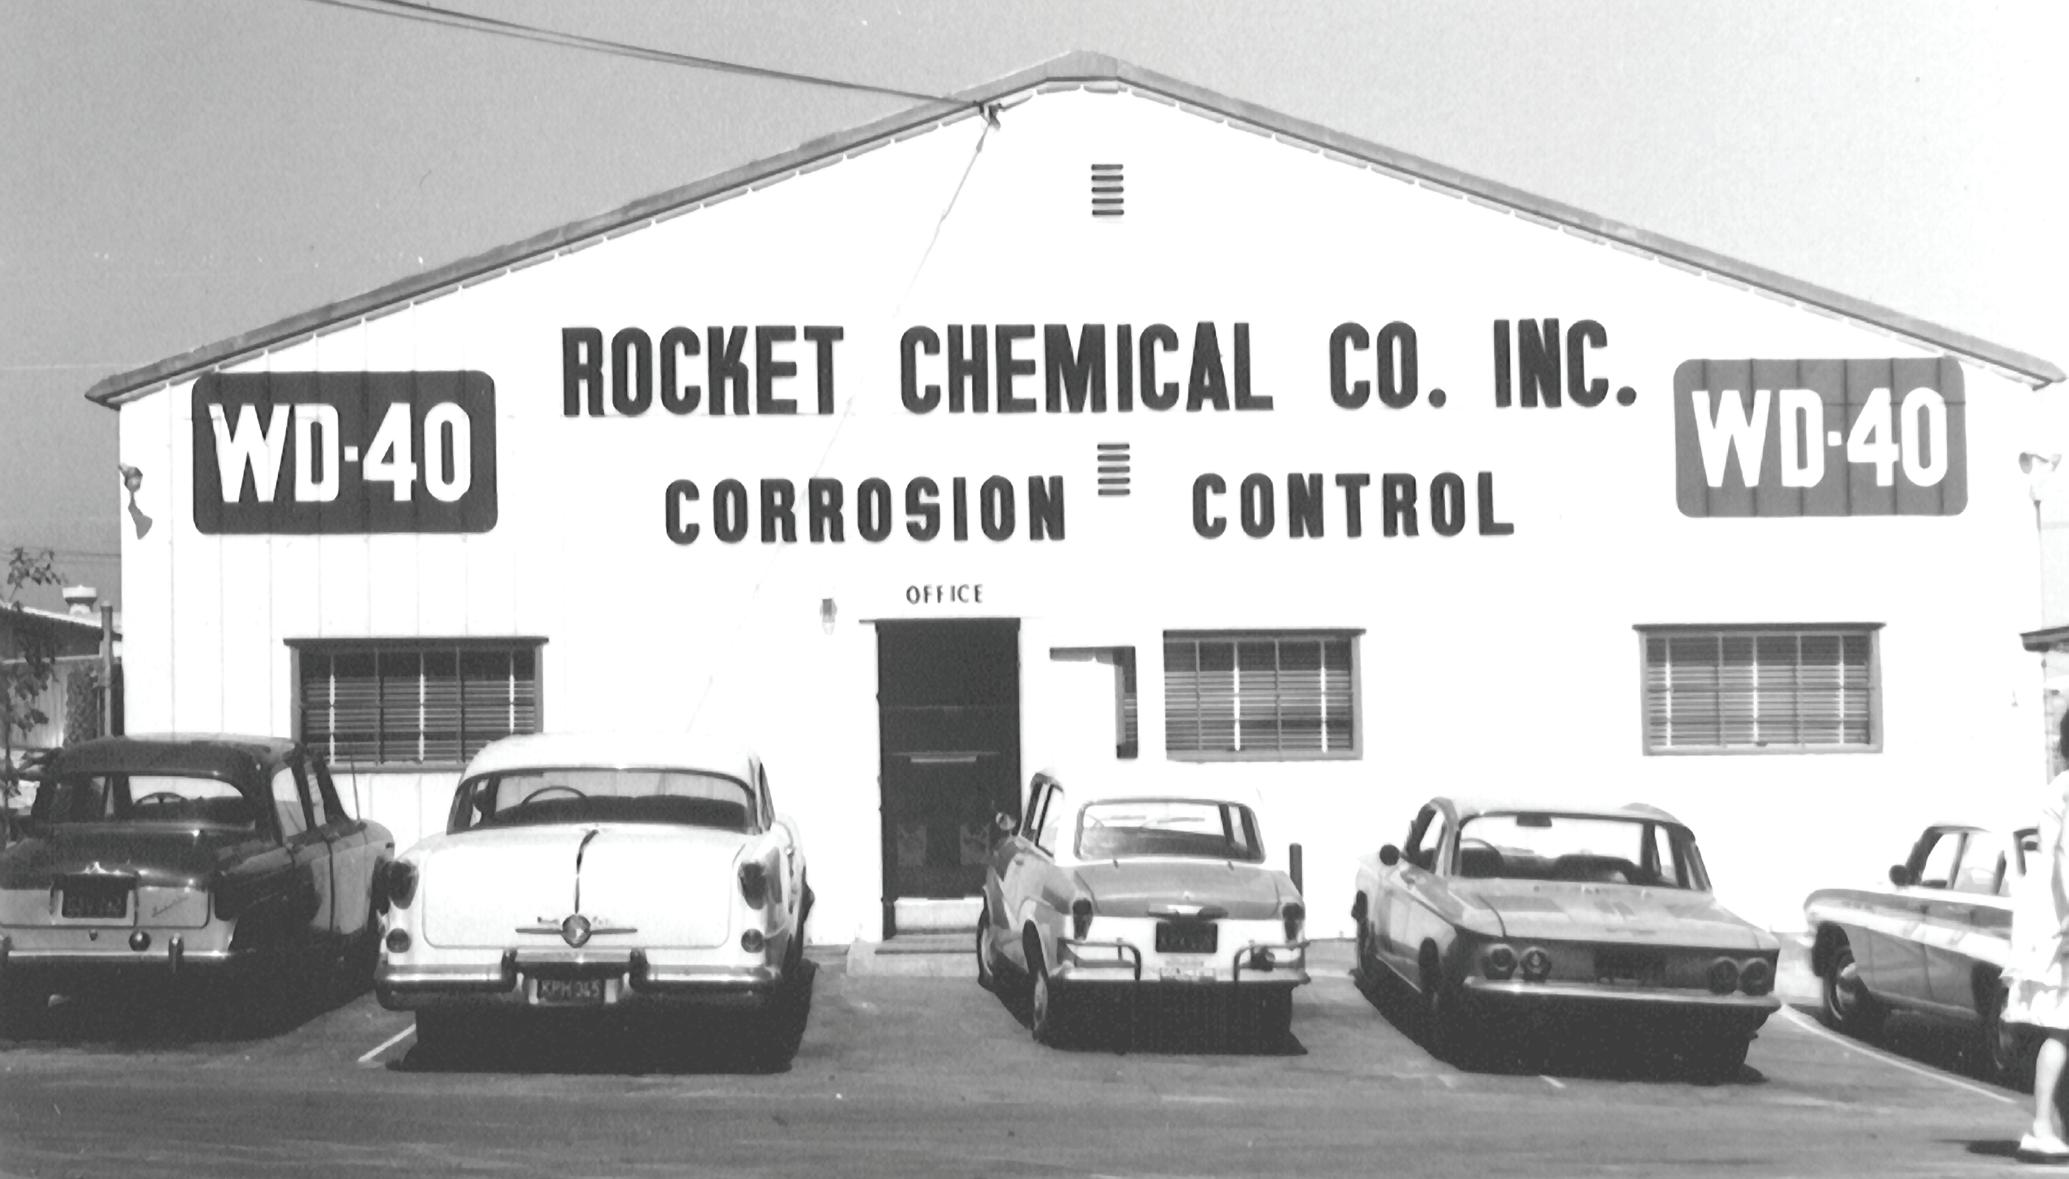 ROCKET CHEMICAL CO. INC.
WD-40
WD-40
CORROSION CONTROL
OFFICE
KPH 345